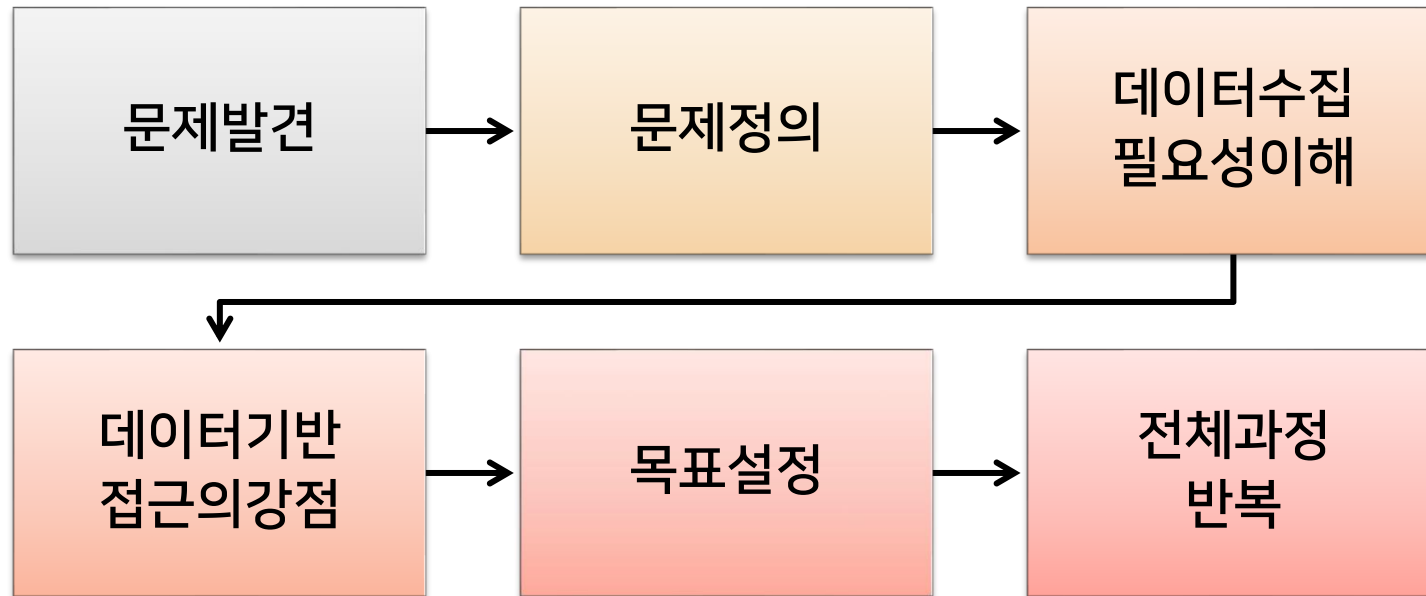 문제발견
문제정의
데이터수집
필요성이해
데이터기반
접근의강점
목표설정
전체과정
반복